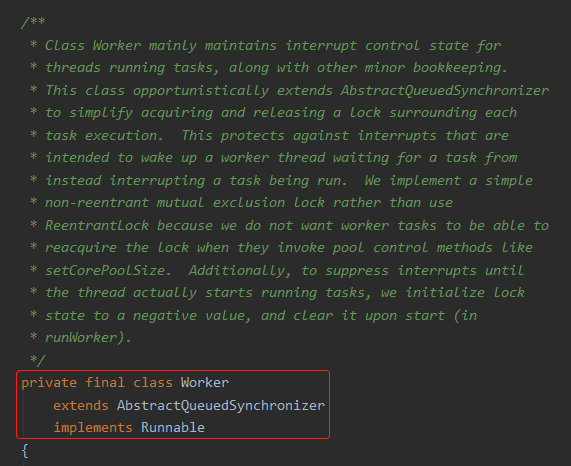 /**
* Class Worker mainly maintains interrupt control state for
* threads running tasks, along with other minor bookkeeping.
* This class opportunistically extends AbstractQueuedSynchronizer
* to simplify acquiring and releasing a lock surrounding each
* task execution.  This protects against interrupts that are
* intended to wake up a worker thread waiting for a task from
* instead interrupting a task being run.  We implement a simple
* non-reentrant mutual exclusion lock rather than use
* ReentrantLock because we do not want worker tasks to be able to
* reacquire the lock when they invoke pool control methods like
* setCorePoolSize.  Additionally, to suppress interrupts until
* the thread actually starts running tasks, we initialize lock
* state to a negative value, and clear it upon start (in
* runWorker).
*/
private final class Worker
extends AbstractQueuedSynchronizer
implements Runnable
{